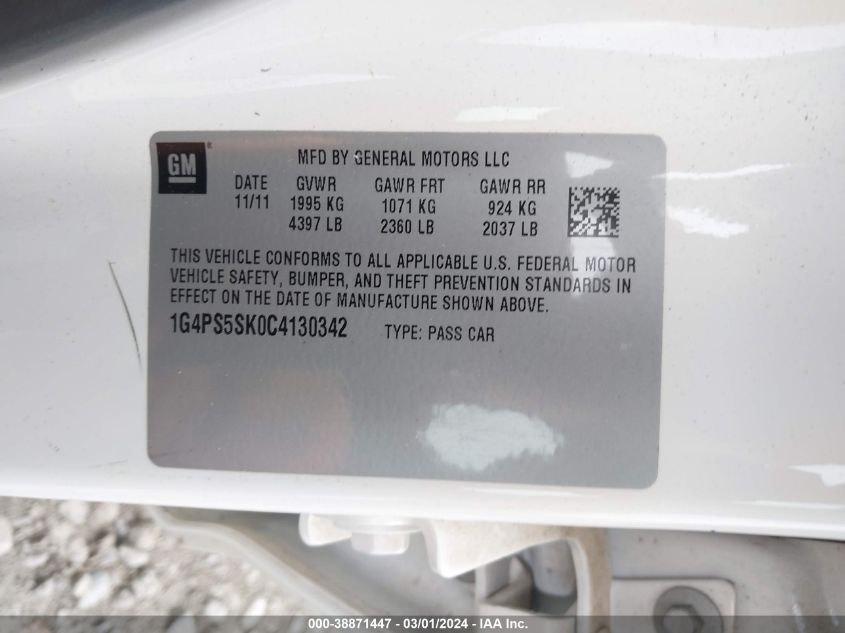 GM®
MFD BY GENERAL MOTORS LLC
DATE GVWR GAWR FRT GAWR RR
11/11 1995 KG 1071 KG 924 KG
4397 LB 2360 LB 2037 LB
THIS VEHICLE CONFORMS TO ALL APPLICABLE U.S. FEDERAL MOTOR
VEHICLE SAFETY, BUMPER, AND THEFT PREVENTION STANDARDS IN
EFFECT ON THE DATE OF MANUFACTURE SHOWN ABOVE.
1G4PS5SK0C4130342 TYPE: PASS CAR
000-38871447 - 03/01/2024 - IAA Inc.